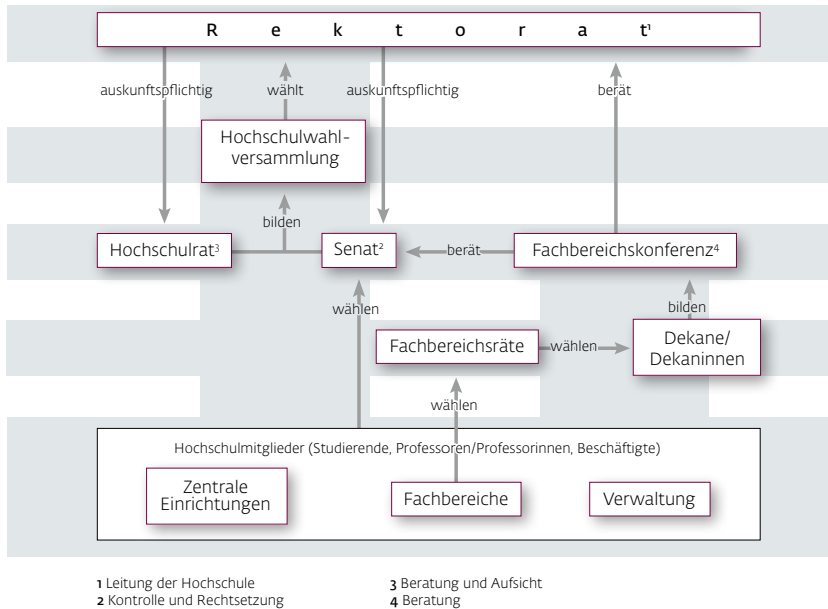 R e k t o r a t¹
auskunftspflichtig
wählt
auskunftspflichtig
berät
Hochschulwahl-
versammlung
bilden
Hochschulrat³
Senat²
berät
Fachbereichskonferenz⁴
wählen
bilden
Fachbereichsräte
wählen
Dekane/
Dekaninnen
wählen
Hochschulmitglieder (Studierende, Professoren/Professorinnen, Beschäftigte)
Zentrale
Einrichtungen
Fachbereiche
Verwaltung
1 Leitung der Hochschule
2 Kontrolle und Rechtsetzung
3 Beratung und Aufsicht
4 Beratung